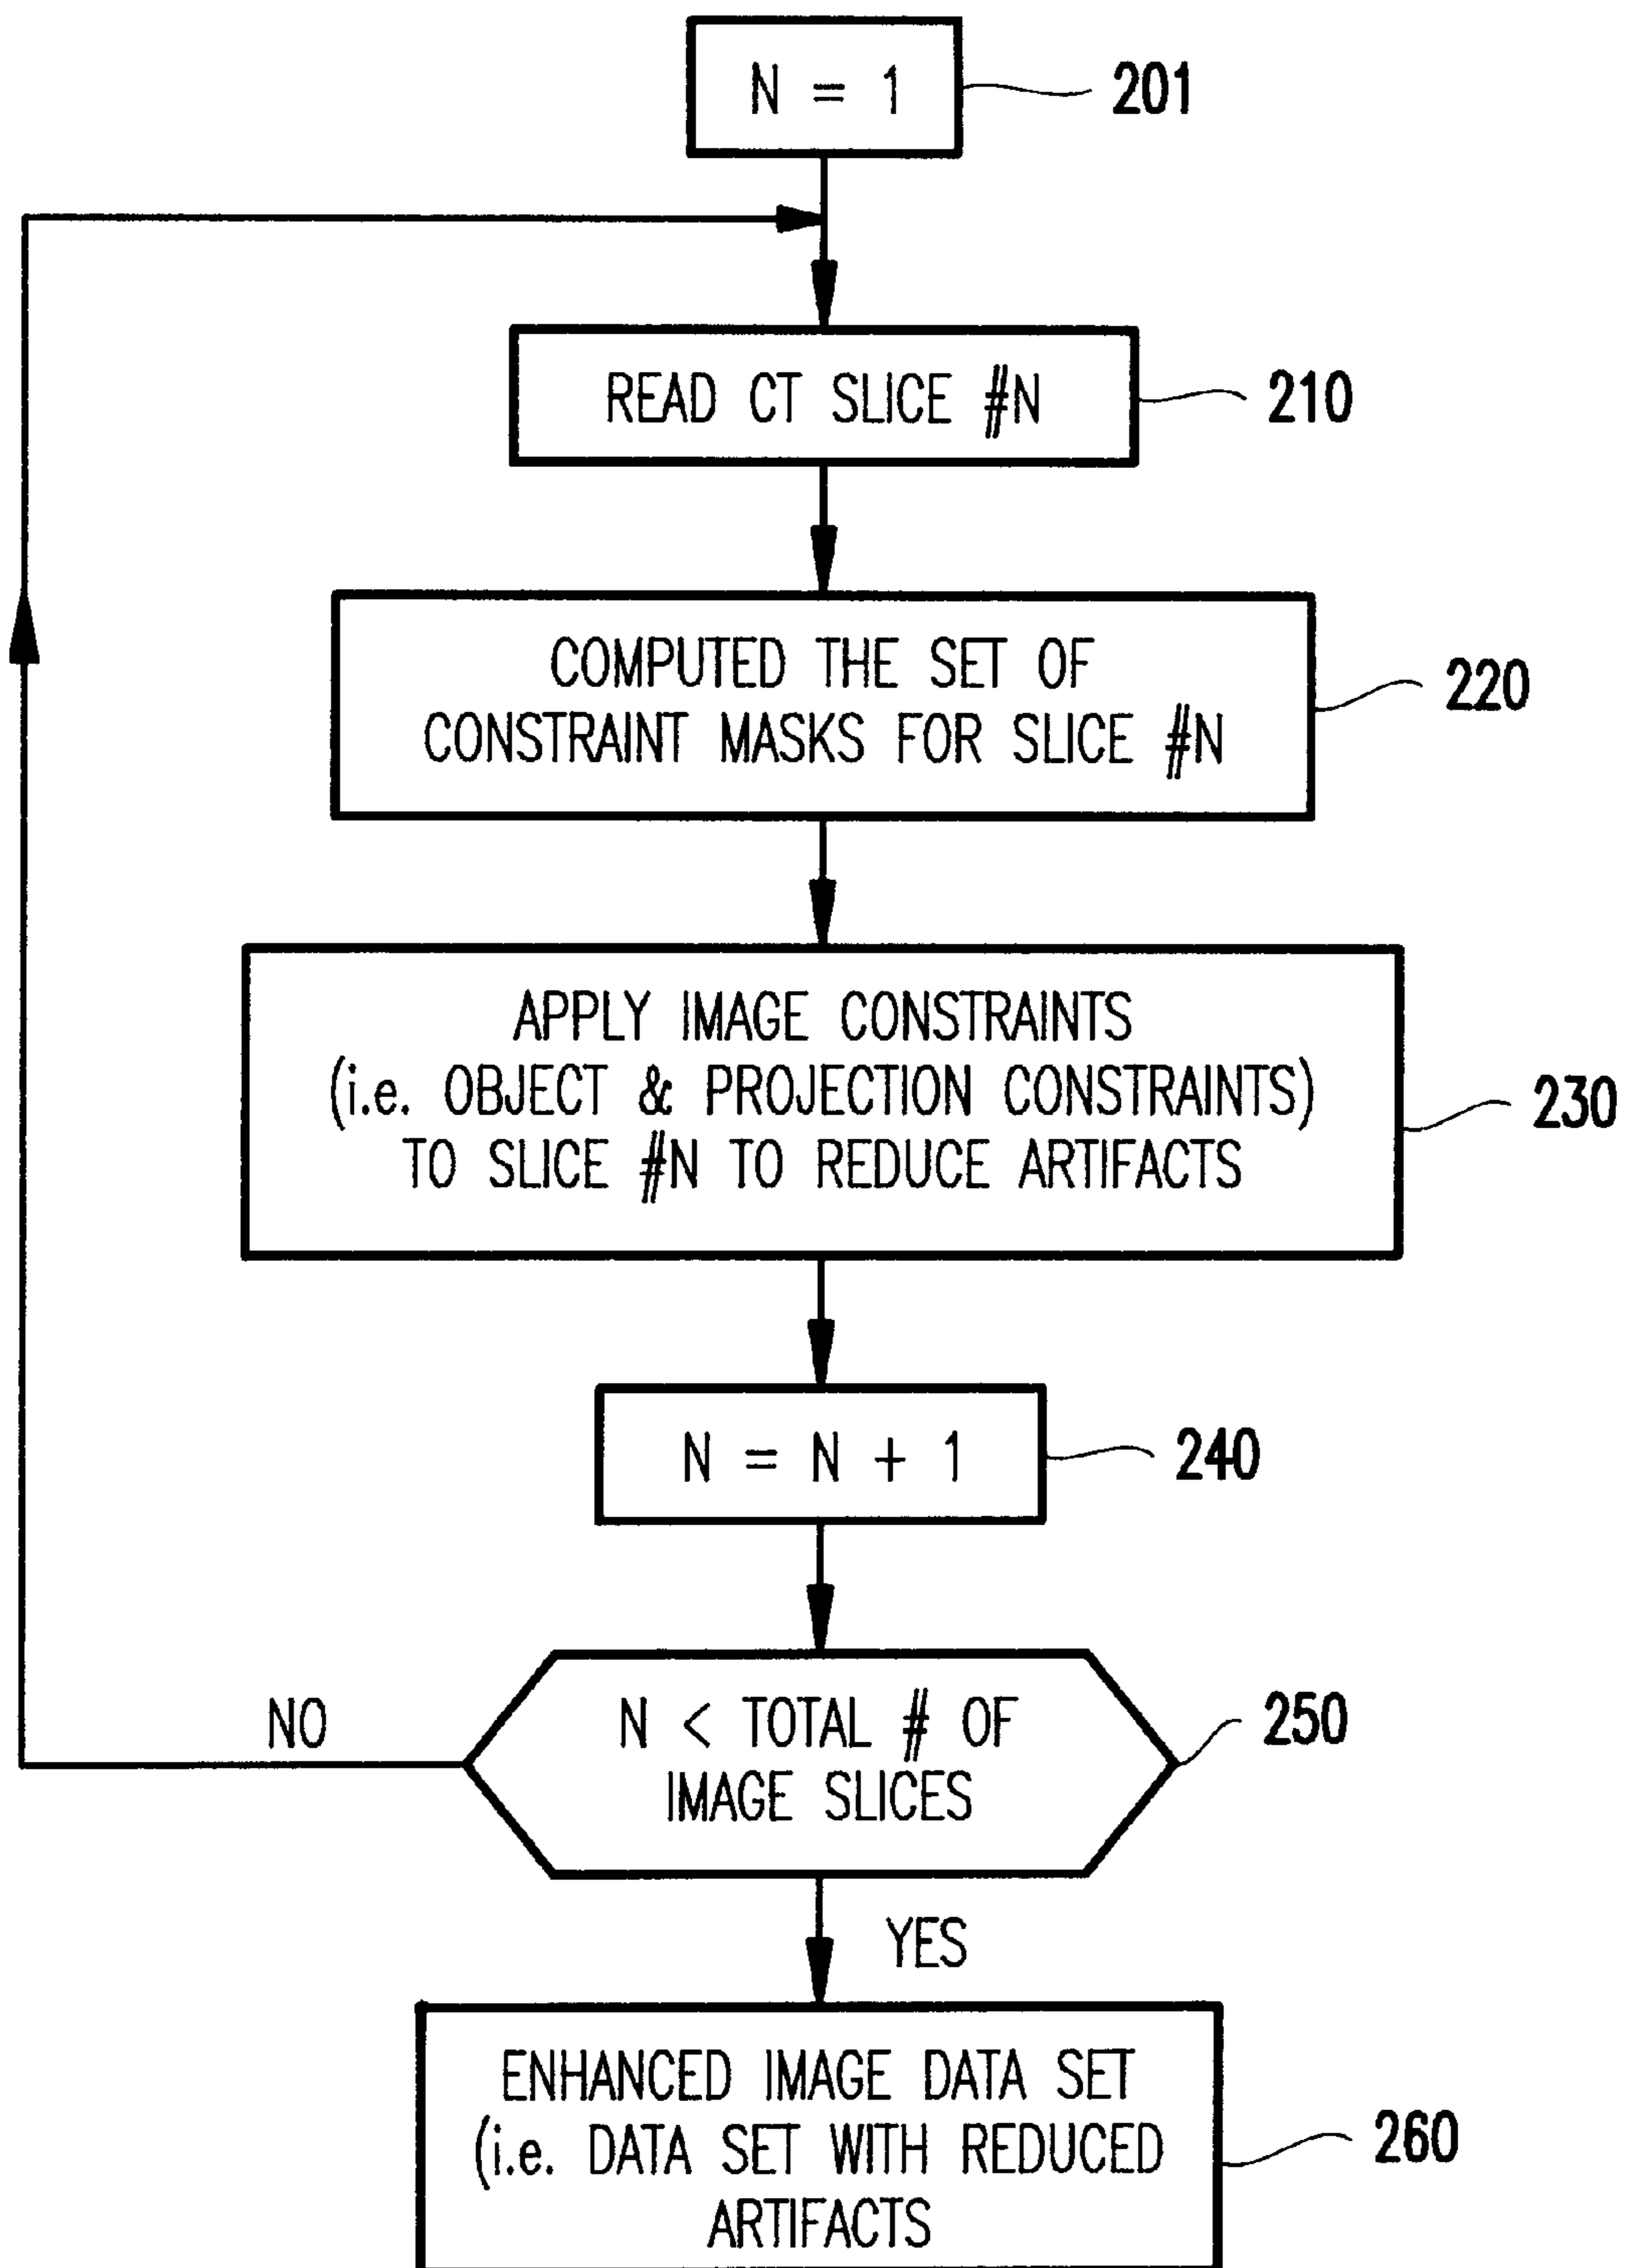 N = 1
201
READ CT SLICE #N
210
COMPUTED THE SET OF
CONSTRAINT MASKS FOR SLICE #N
220
APPLY IMAGE CONSTRAINTS
(i.e. OBJECT & PROJECTION CONSTRAINTS)
TO SLICE #N TO REDUCE ARTIFACTS
230
N = N + 1
240
N < TOTAL # OF
IMAGE SLICES
250
NO
YES
ENHANCED IMAGE DATA SET
(i.e. DATA SET WITH REDUCED
ARTIFACTS
260